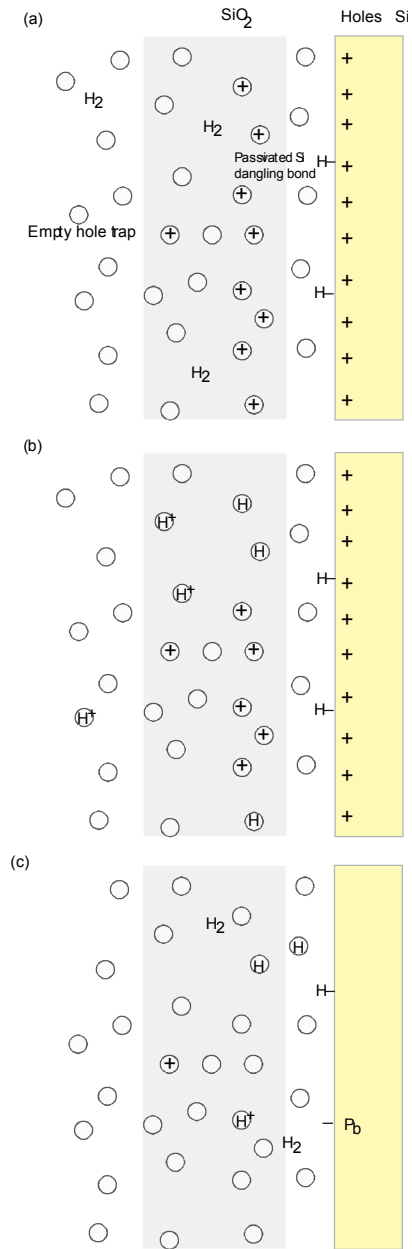 (a) SiO2 Holes Si
H2
H2
Passivated Si
dangling bond
H–
Empty hole trap
H–
H2
(b)
H
H+
H
H–
H+
H+
H–
H
(c)
H2
H
H
H–
H+
Pb
H2